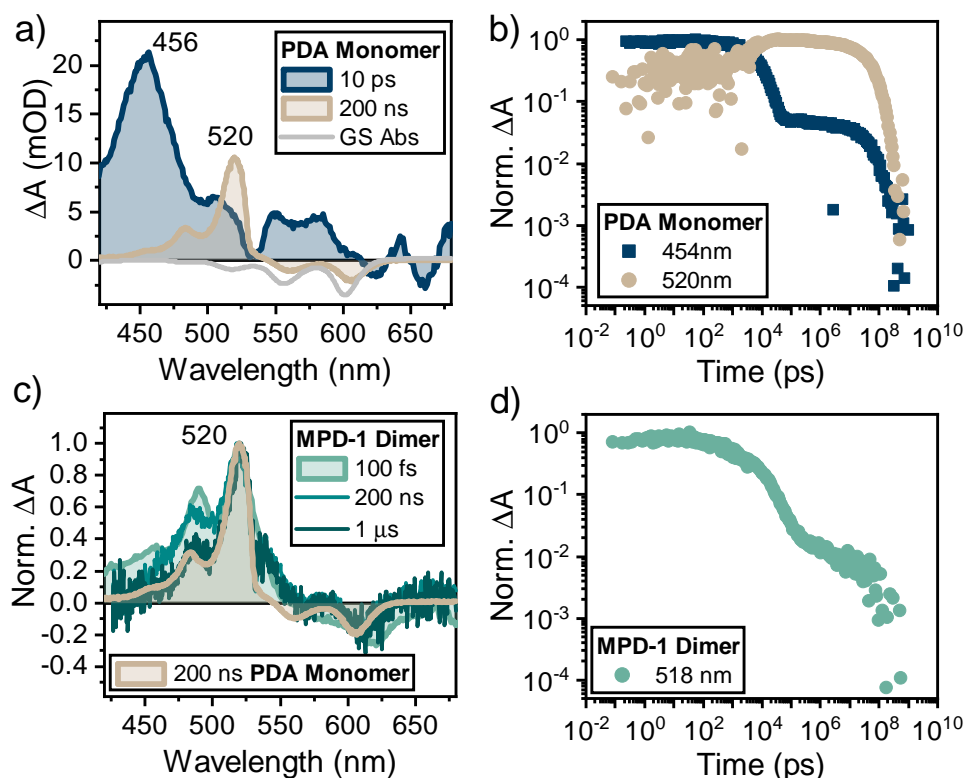 a)
456
520
PDA Monomer
10 ps
200 ns
GS Abs
ΔA (mOD)
20
15
10
5
0
450 500 550 600 650
Wavelength (nm)
b)
10^0
10^-1
10^-2
10^-3
10^-4
Norm. ΔA
PDA Monomer
454nm
520nm
10^-2 10^0 10^2 10^4 10^6 10^8 10^10
Time (ps)
c)
520
MPD-1 Dimer
100 fs
200 ns
1 μs
Norm. ΔA
1.0
0.8
0.6
0.4
0.2
0.0
-0.2
-0.4
200 ns PDA Monomer
450 500 550 600 650
Wavelength (nm)
d)
10^0
10^-1
10^-2
10^-3
10^-4
Norm. ΔA
MPD-1 Dimer
518 nm
10^-2 10^0 10^2 10^4 10^6 10^8 10^10
Time (ps)